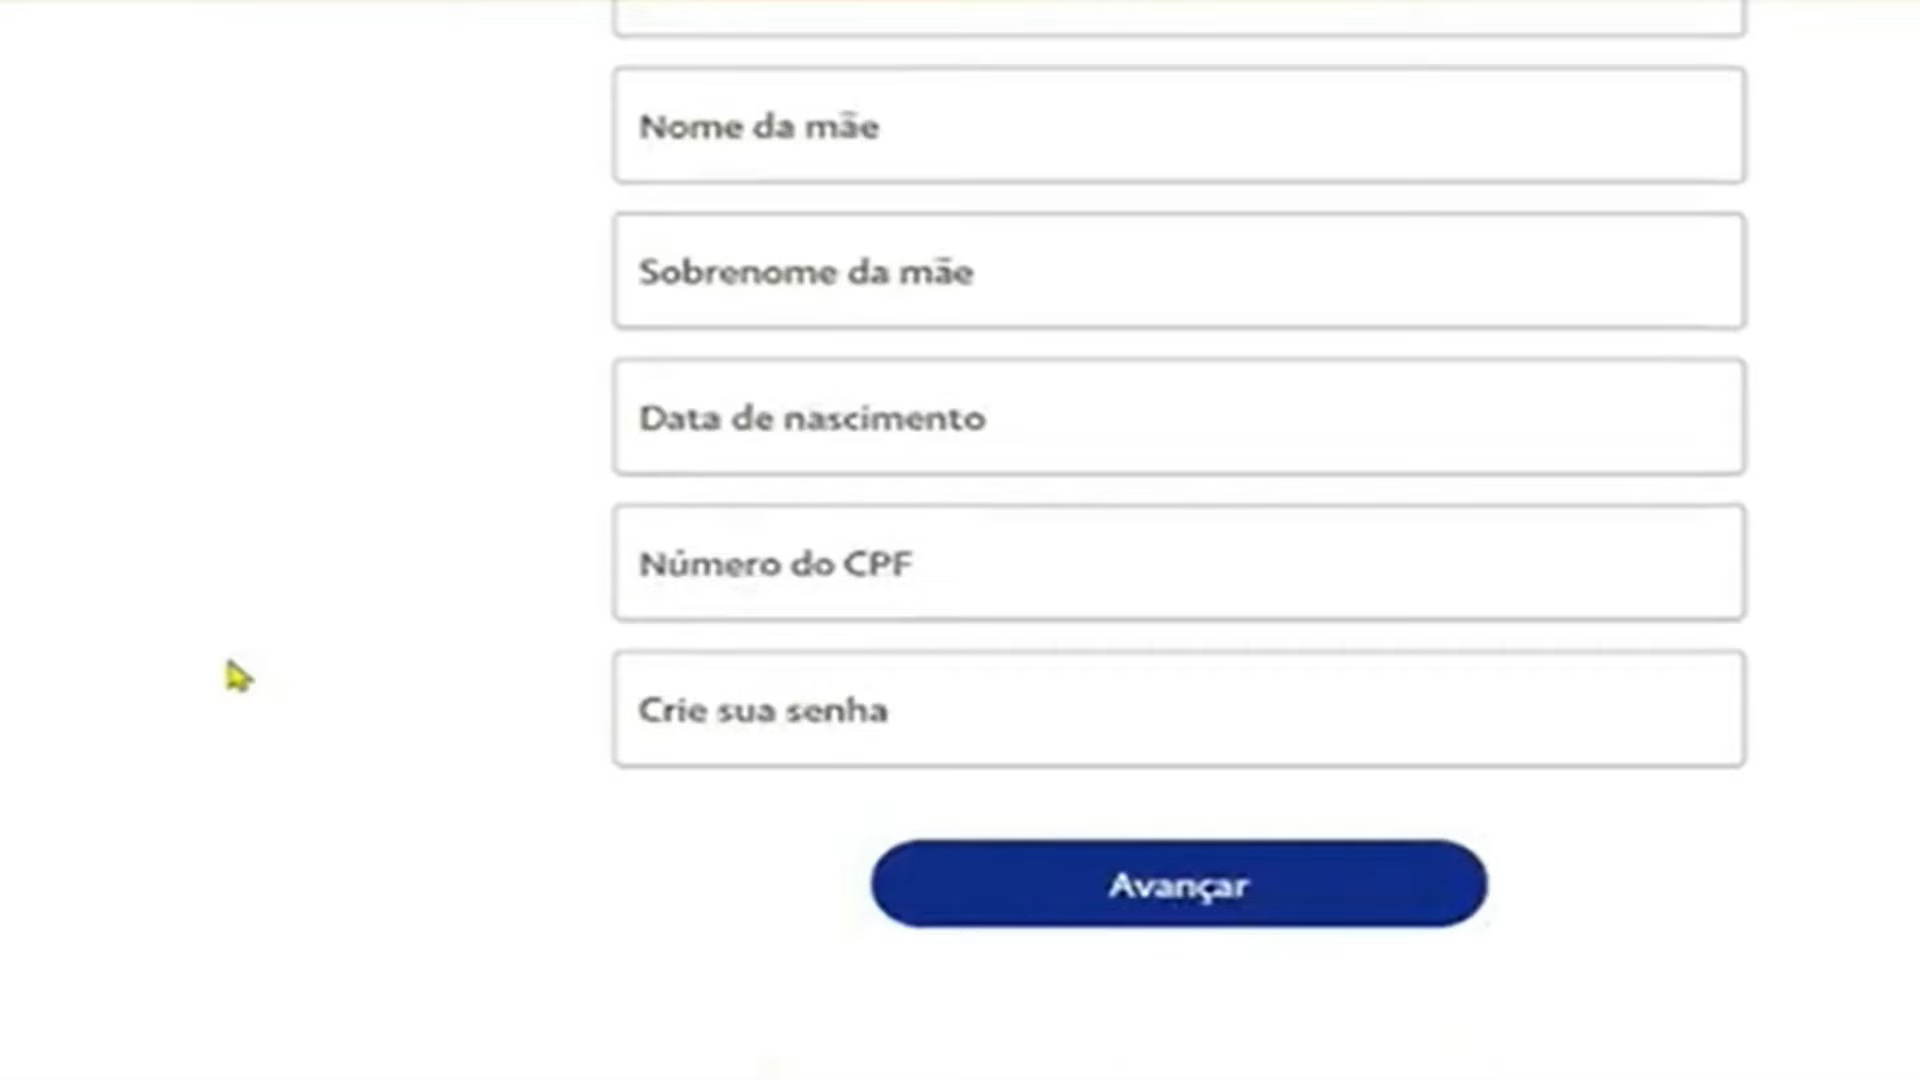 Nome da mãe
Sobrenome da mãe
Data de nascimento
Número do CPF
Crie sua senha
Avançar